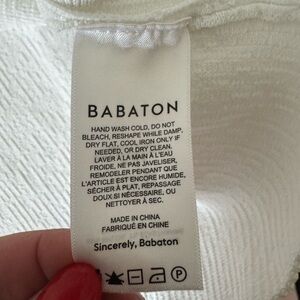 BABATON
HAND WASH COLD, DO NOT
BLEACH, RESHAPE WHILE DAMP,
DRY FLAT, COOL IRON ONLY IF
NEEDED, OR DRY CLEAN.
LAVER À LA MAIN À L'EAU
FROIDE, NE PAS JAVELISER,
REMODELER PENDANT QUE
L'ARTICLE EST ENCORE HUMIDE,
SÉCHER À PLAT, REPASSAGE
DOUX SI NÉCESSAIRE, OU
NETTOYER À SEC.
MADE IN CHINA
FABRIQUÉ EN CHINE
Sincerely, Babaton
P